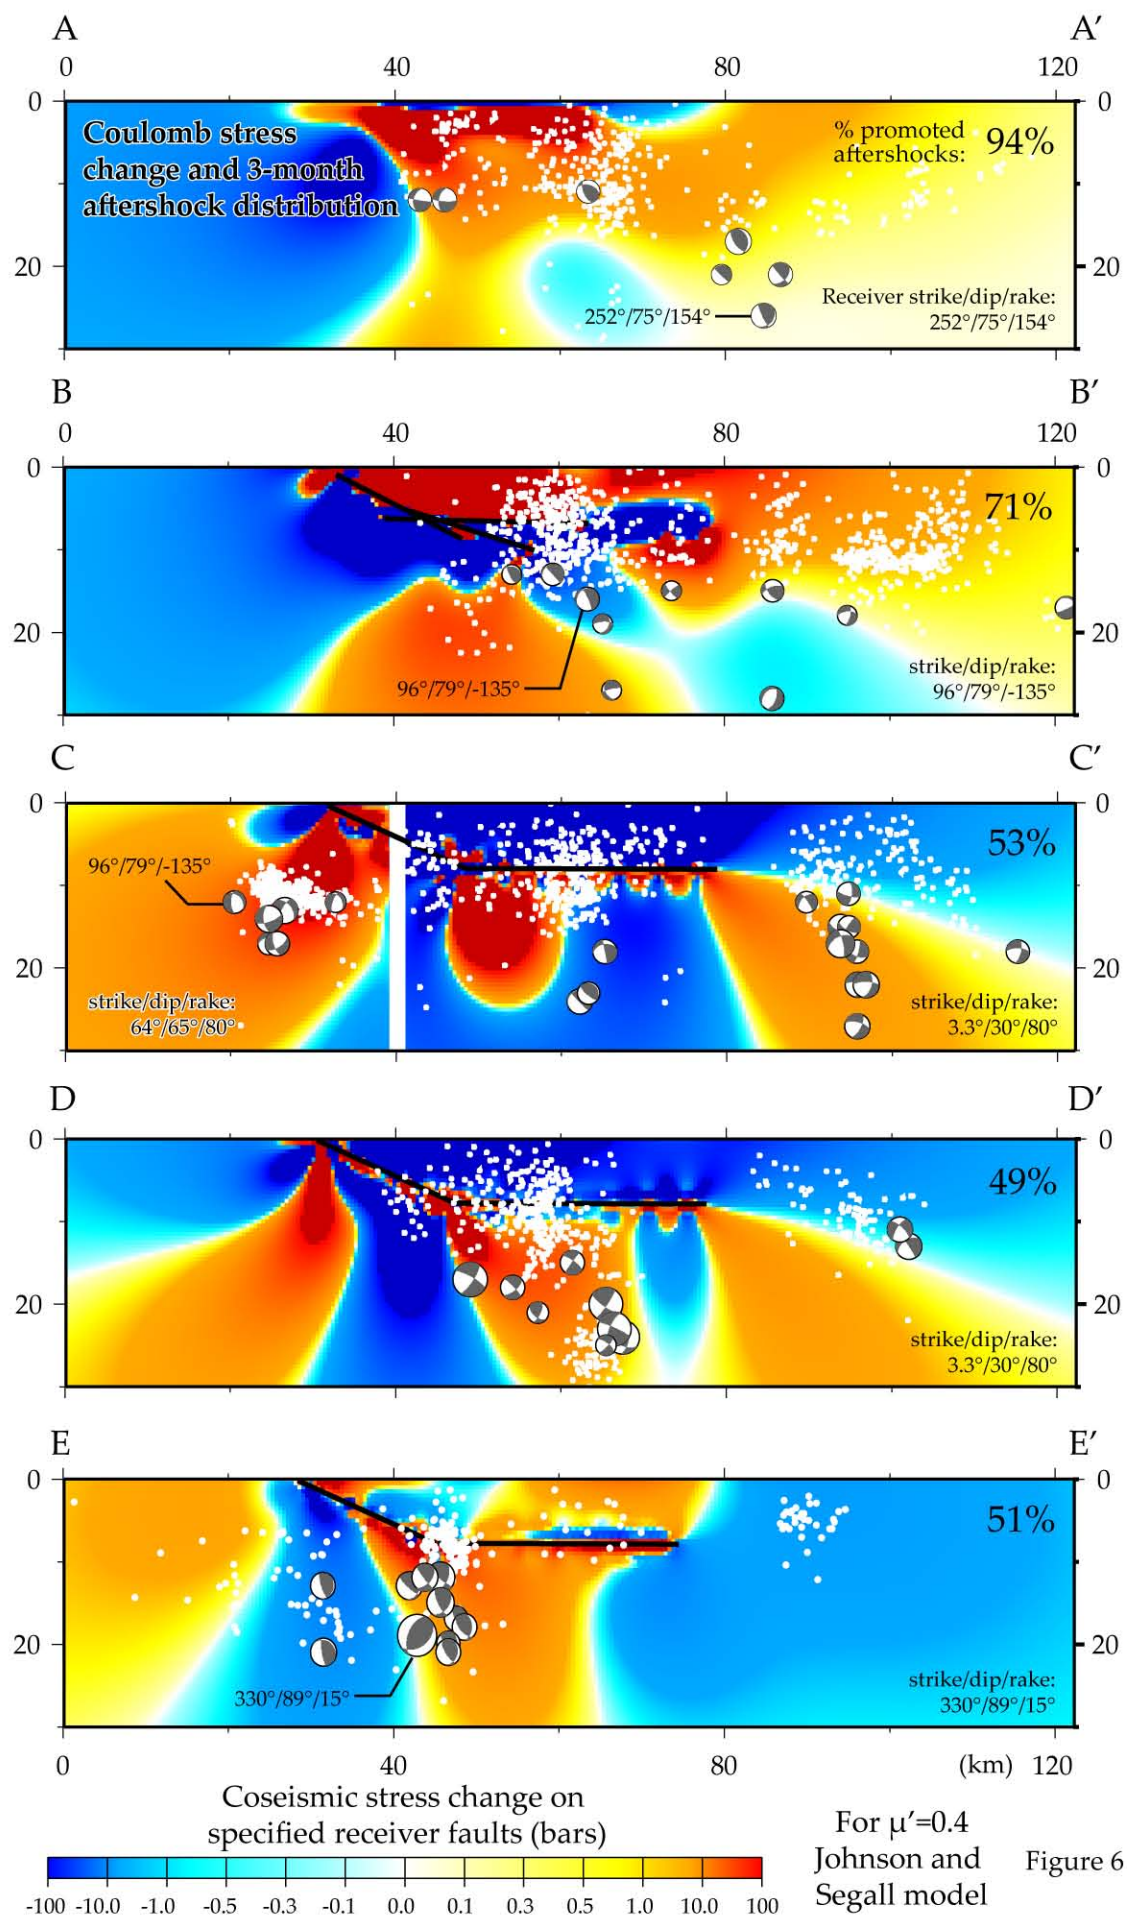 A A′
0 40 80 120
0 0
Coulomb stress
change and 3-month
aftershock distribution
% promoted
aftershocks: 94%
20 20
252°/75°/154°
Receiver strike/dip/rake:
252°/75°/154°
B B′
0 40 80 120
0 0
71%
20 20
96°/79°/-135°
strike/dip/rake:
96°/79°/-135°
C C′
0 0
53%
96°/79°/-135°
20 20
strike/dip/rake:
64°/65°/80°
strike/dip/rake:
3.3°/30°/80°
D D′
0 0
49%
20 20
strike/dip/rake:
3.3°/30°/80°
E E′
0 0
51%
20 20
330°/89°/15°
strike/dip/rake:
330°/89°/15°
0 40 80 (km) 120
Coseismic stress change on
specified receiver faults (bars)
-100 -10.0 -1.0 -0.5 -0.3 -0.1 0.0 0.1 0.3 0.5 1.0 10.0 100
For µ′=0.4
Johnson and
Segall model
Figure 6